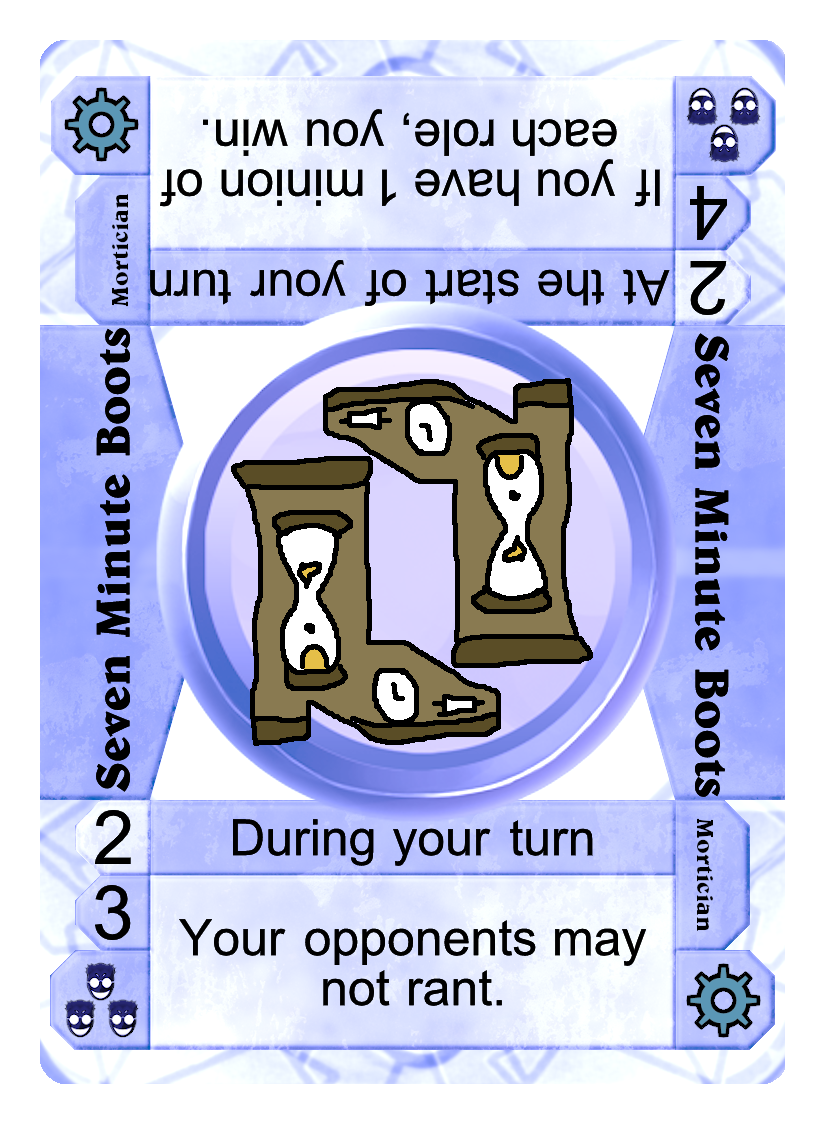 If you have 1 minion of
each role, you win.
At the start of your turn
4
2
Mortician
Seven Minute Boots
Seven Minute Boots
2
During your turn
3
Your opponents may
not rant.
Mortician